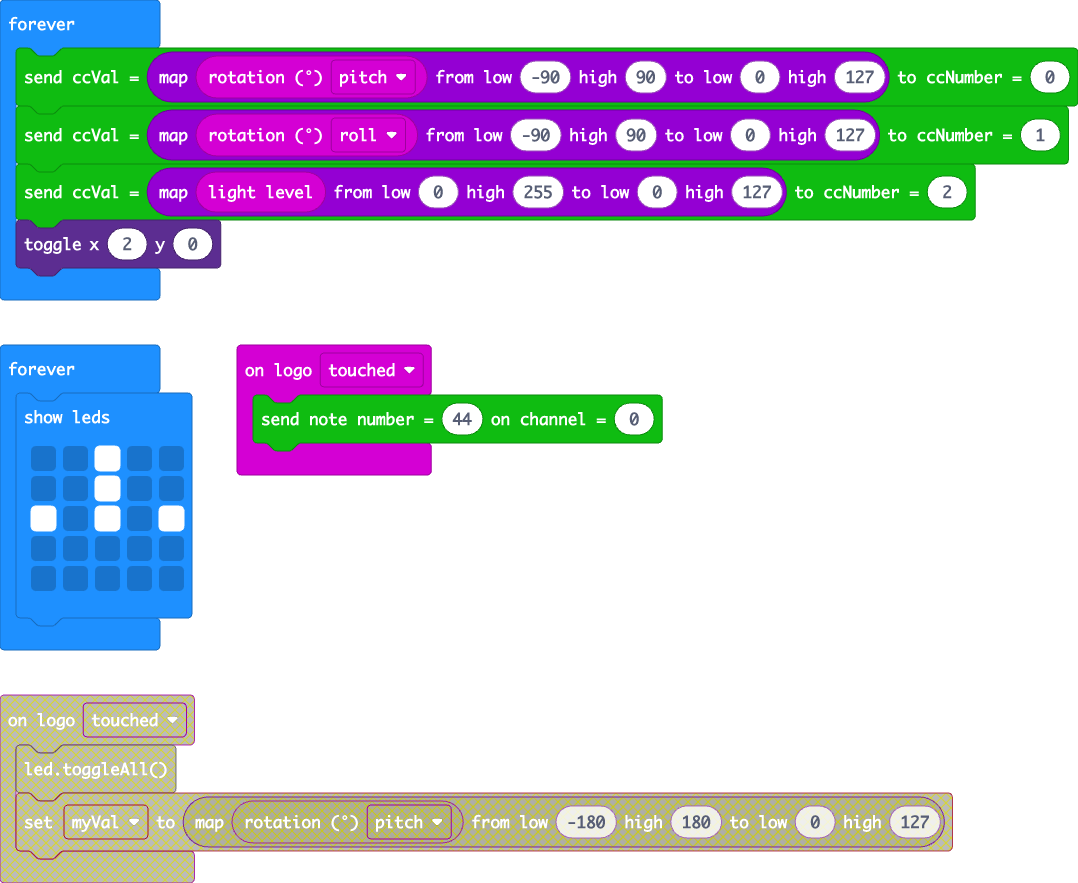 forever
send ccVal = map rotation (°) pitch from low -90 high 90 to low 0 high 127 to ccNumber = 0
send ccVal = map rotation (°) roll from low -90 high 90 to low 0 high 127 to ccNumber = 1
send ccVal = map light level from low 0 high 255 to low 0 high 127 to ccNumber = 2
toggle x 2 y 0
forever
show leds
on logo touched
send note number = 44 on channel = 0
on logo touched
led.toggleAll()
set myVal to map rotation (°) pitch from low -180 high 180 to low 0 high 127